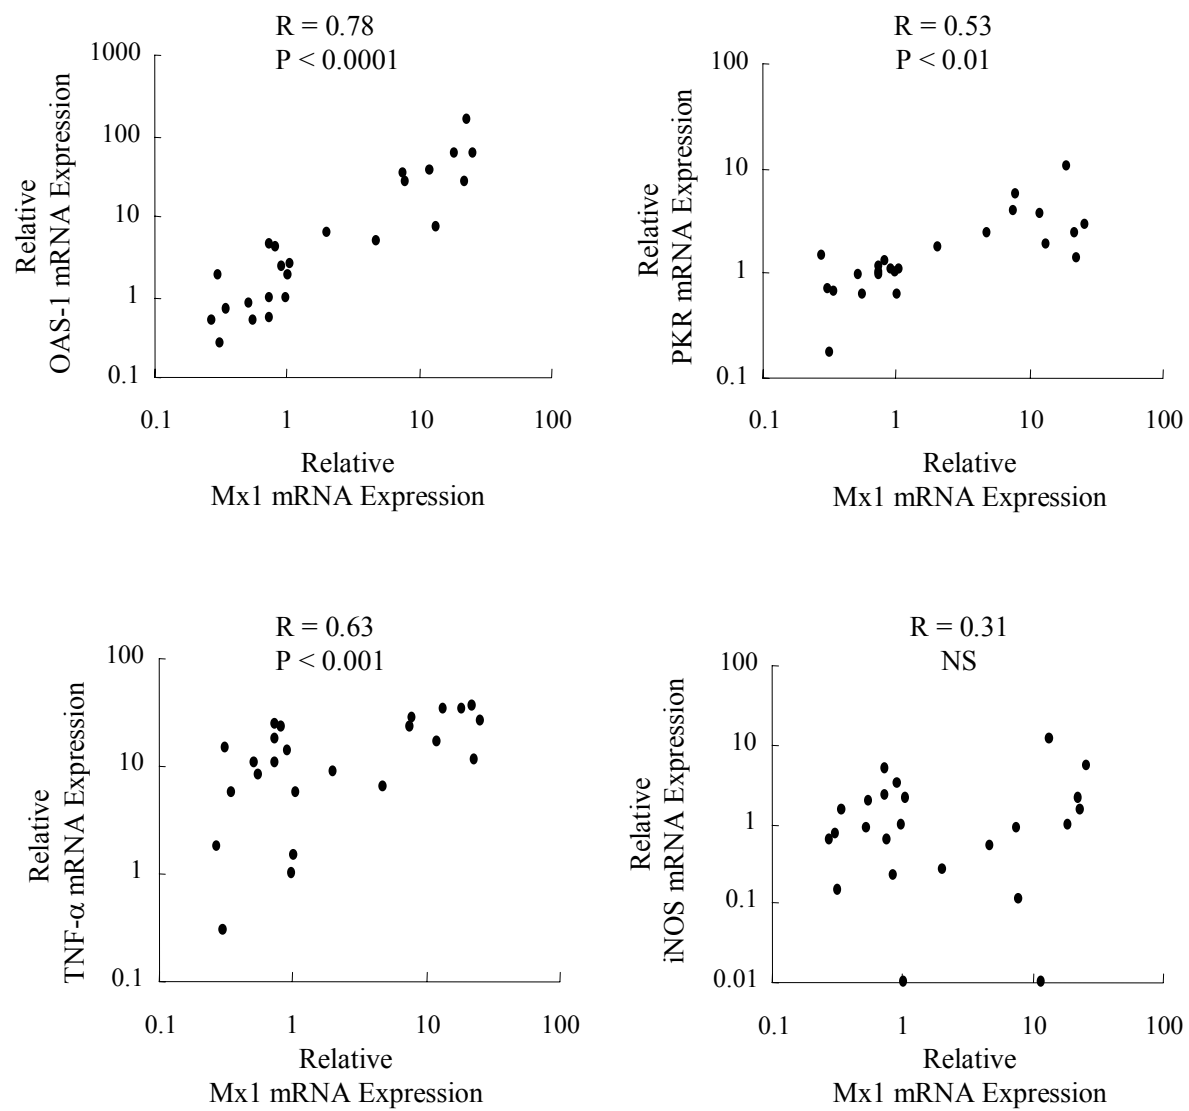 R = 0.78
P < 0.0001
1000
100
10
1
0.1
0.1 1 10 100
Relative
OAS-1 mRNA Expression
Relative
Mx1 mRNA Expression
R = 0.53
P < 0.01
100
10
1
0.1
0.1 1 10 100
Relative
PKR mRNA Expression
Relative
Mx1 mRNA Expression
R = 0.63
P < 0.001
100
10
1
0.1
0.1 1 10 100
Relative
TNF-α mRNA Expression
Relative
Mx1 mRNA Expression
R = 0.31
NS
100
10
1
0.1
0.01
0.1 1 10 100
Relative
iNOS mRNA Expression
Relative
Mx1 mRNA Expression